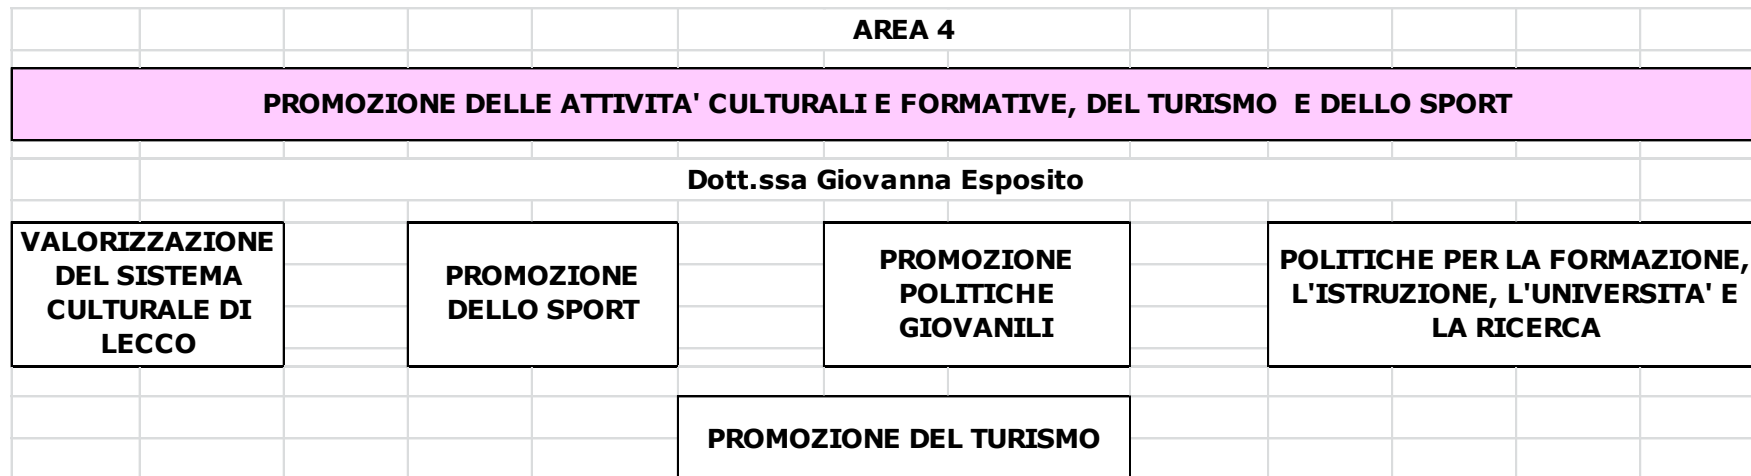 AREA 4
PROMOZIONE DELLE ATTIVITA' CULTURALI E FORMATIVE, DEL TURISMO E DELLO SPORT
Dott.ssa Giovanna Esposito
VALORIZZAZIONE
DEL SISTEMA
CULTURALE DI
LECCO
PROMOZIONE
DELLO SPORT
PROMOZIONE
POLITICHE
GIOVANILI
POLITICHE PER LA FORMAZIONE,
L'ISTRUZIONE, L'UNIVERSITA' E
LA RICERCA
PROMOZIONE DEL TURISMO